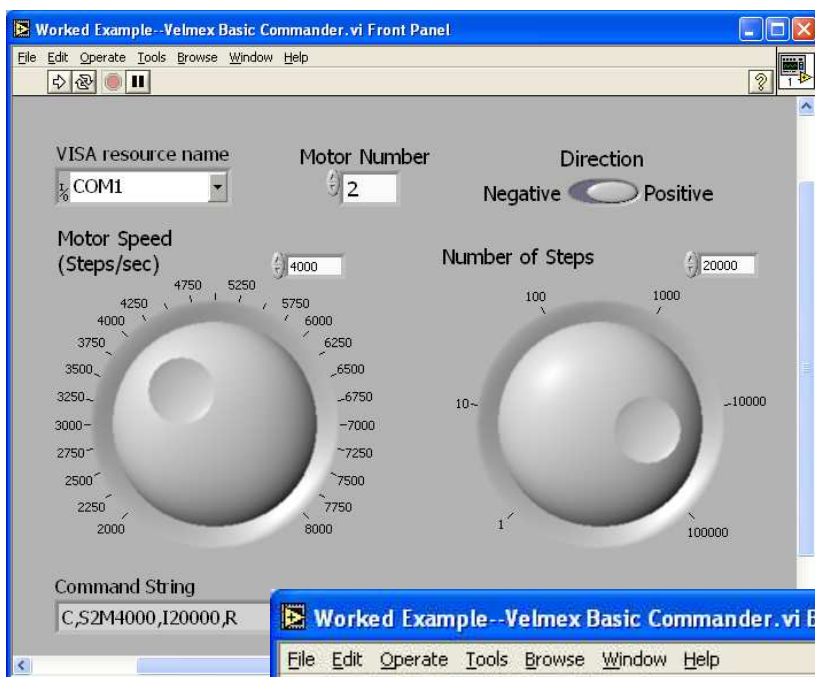 Worked Example--Velmex Basic Commander.vi Front Panel
File Edit Operate Tools Browse Window Help
1
VISA resource name
COM1
Motor Number
2
Direction
Negative Positive
Motor Speed
(Steps/sec)
4000
2000
2250
2500
2750
3000
3250
3500
3750
4000
4250
4750
5250
5750
6000
6250
6500
6750
7000
7250
7500
7750
8000
Number of Steps
20000
1
10
100
1000
10000
100000
Command String
C,S2M4000,I20000,R
Worked Example--Velmex Basic Commander.vi B
File Edit Operate Tools Browse Window Help